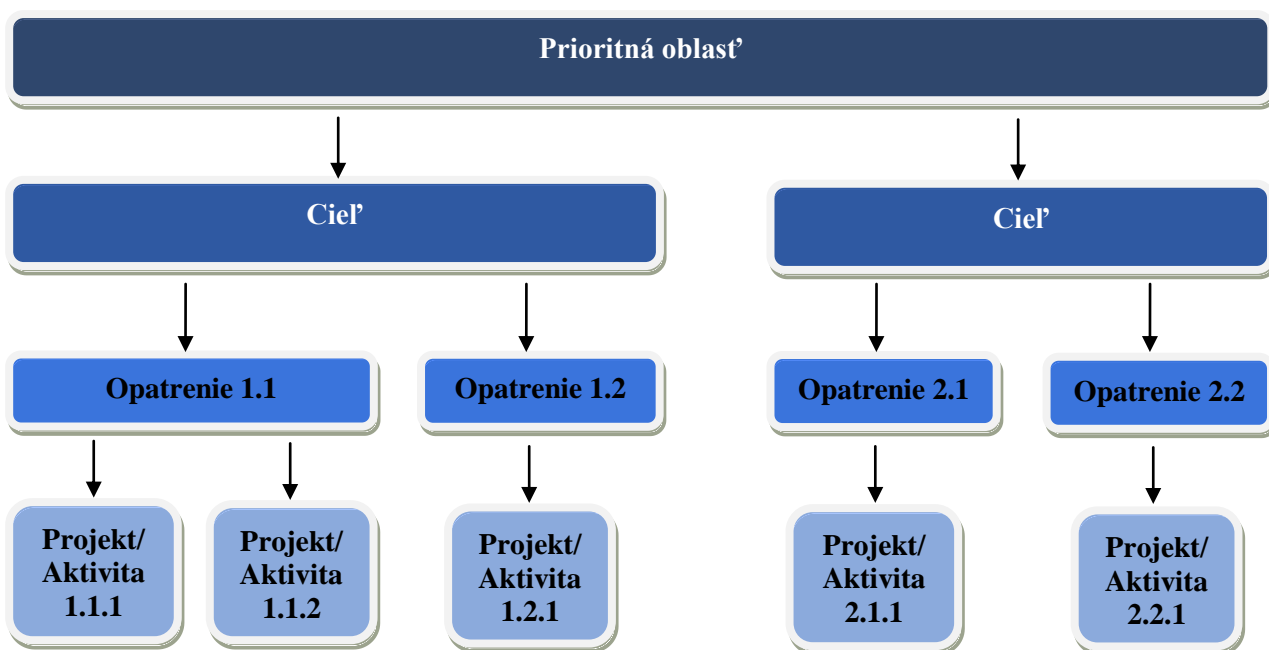 Prioritná oblasť
Cieľ
Cieľ
Opatrenie 1.1
Opatrenie 1.2
Opatrenie 2.1
Opatrenie 2.2
Projekt/
Aktivita
1.1.1
Projekt/
Aktivita
1.1.2
Projekt/
Aktivita
1.2.1
Projekt/
Aktivita
2.1.1
Projekt/
Aktivita
2.2.1